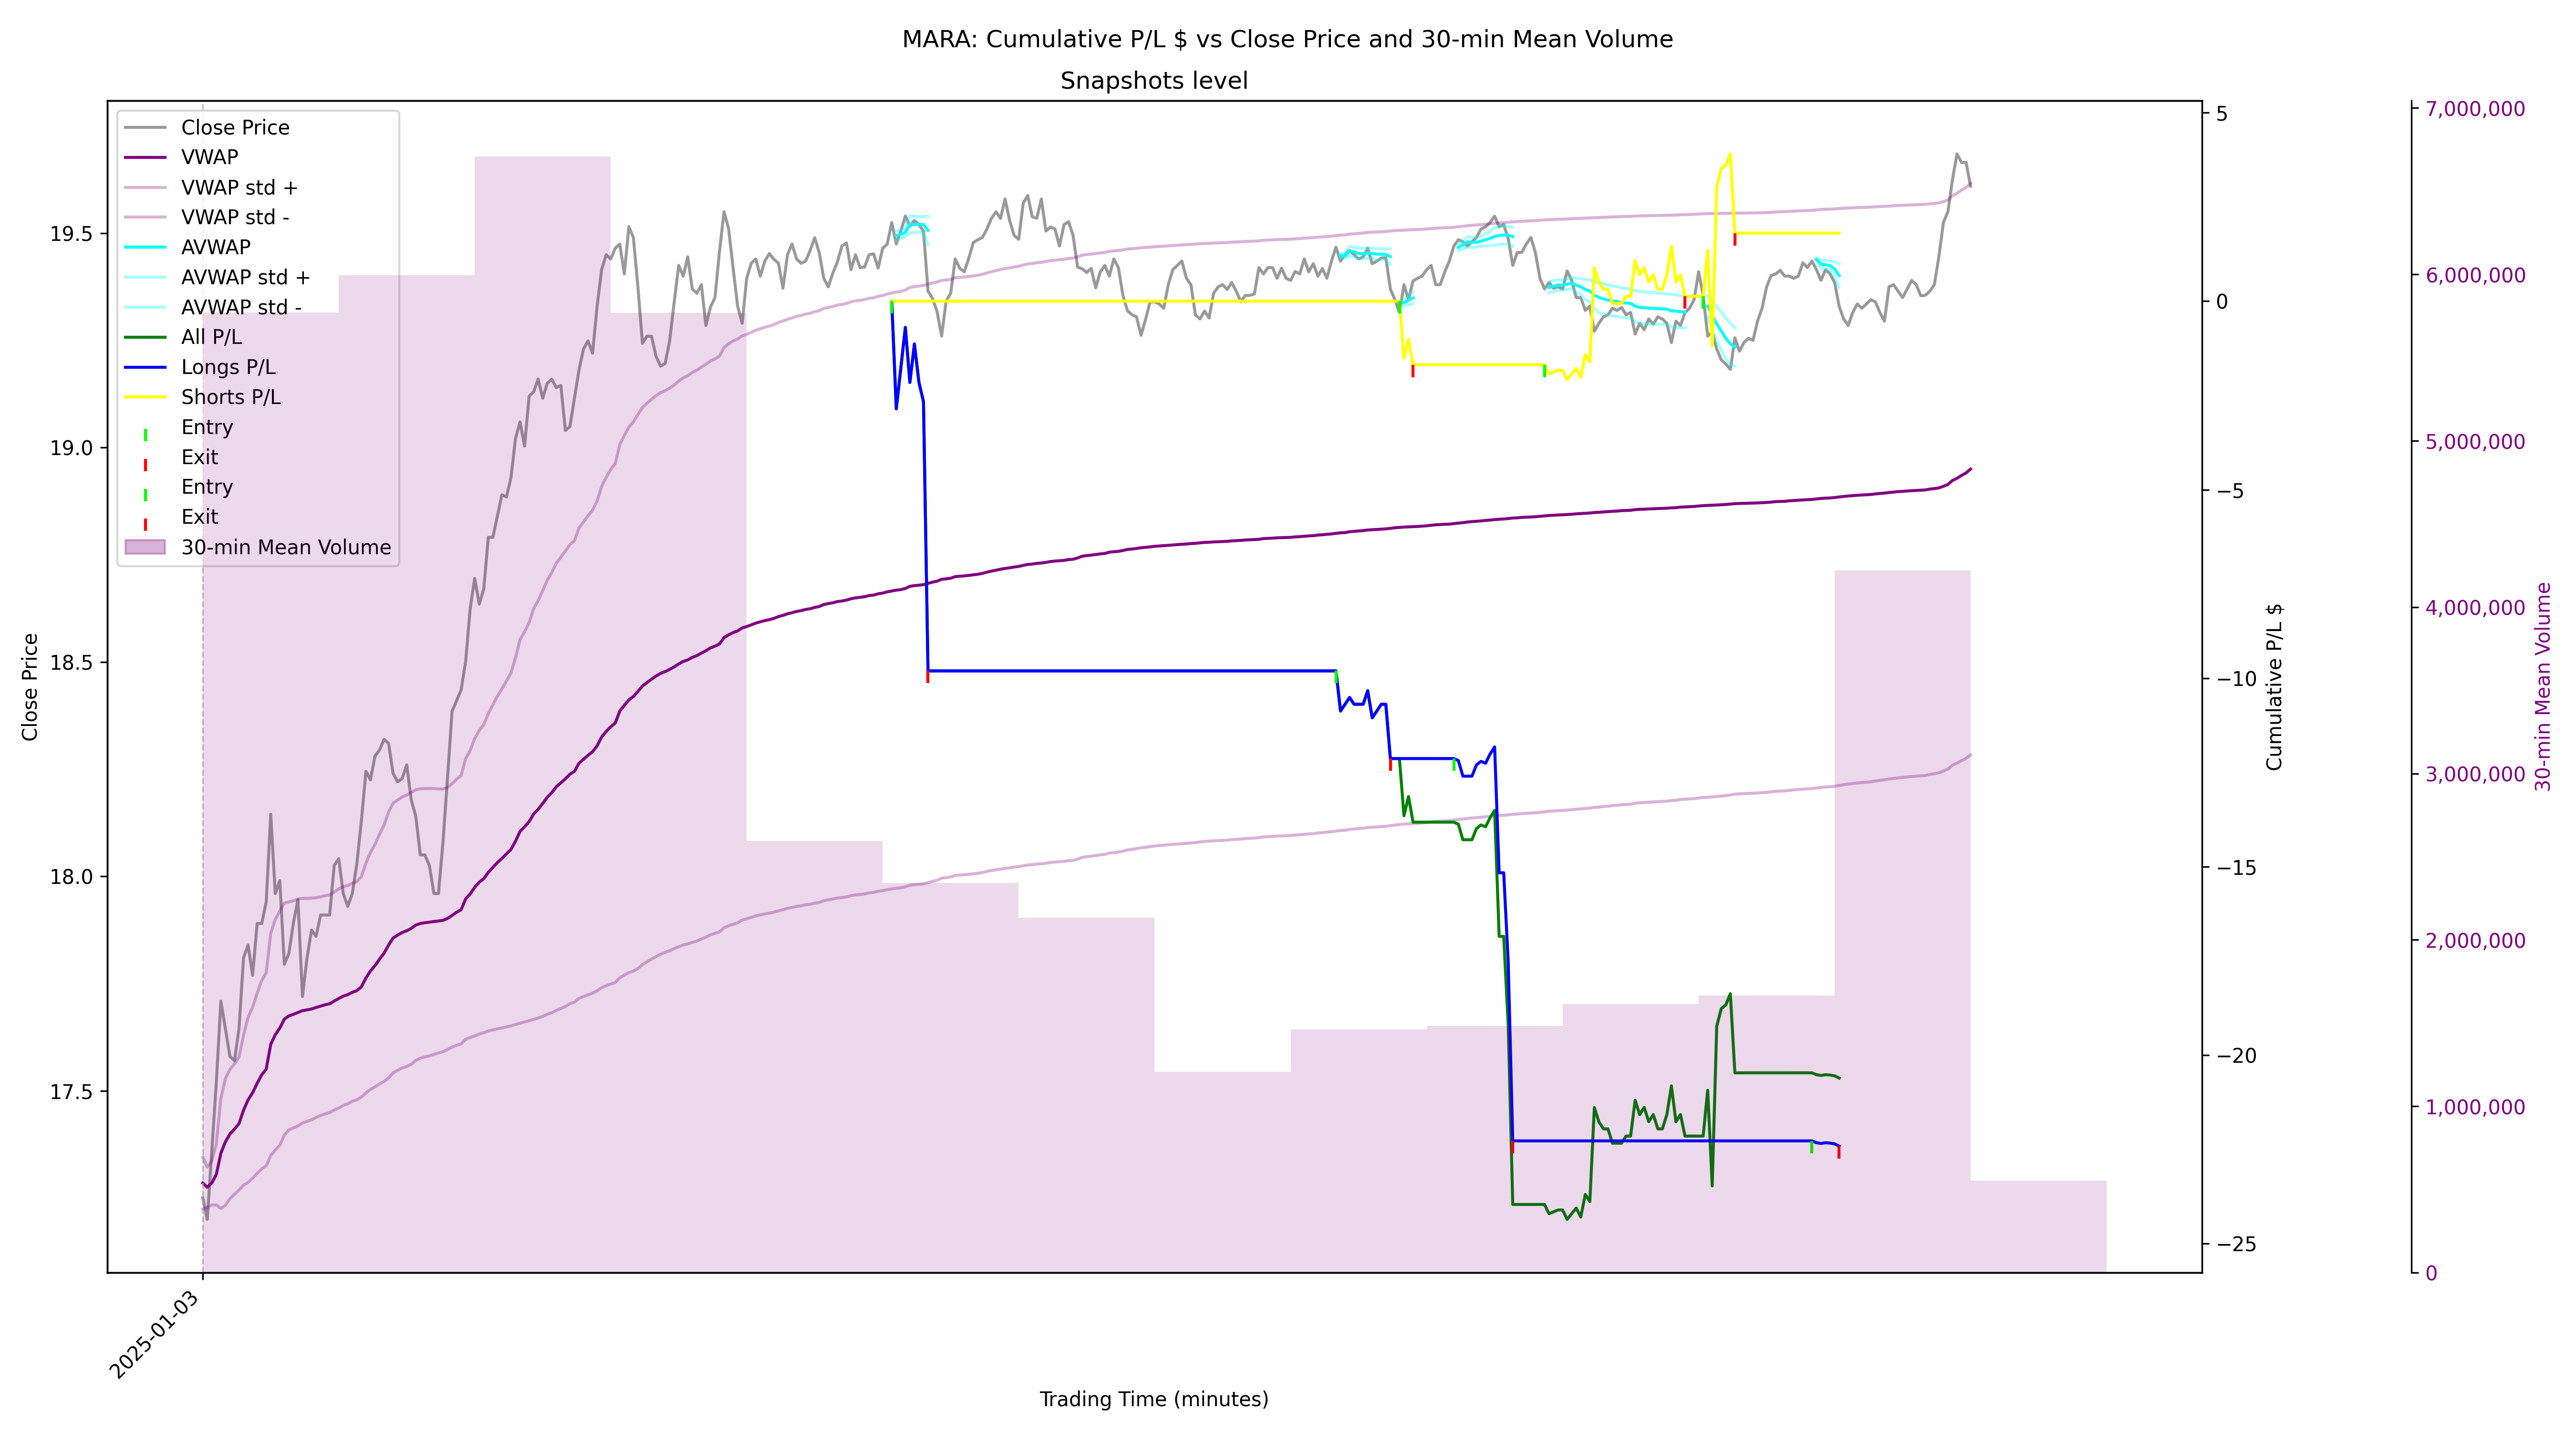 MARA: Cumulative P/L $ vs Close Price and 30-min Mean Volume
Snapshots level
Close Price
VWAP
VWAP std +
VWAP std -
AVWAP
AVWAP std +
AVWAP std -
All P/L
Longs P/L
Shorts P/L
Entry
Exit
Entry
Exit
30-min Mean Volume
19.5
19.0
18.5
18.0
17.5
Close Price
5
0
−5
−10
−15
−20
−25
Cumulative P/L $
7,000,000
6,000,000
5,000,000
4,000,000
3,000,000
2,000,000
1,000,000
0
30-min Mean Volume
2025-01-03
Trading Time (minutes)